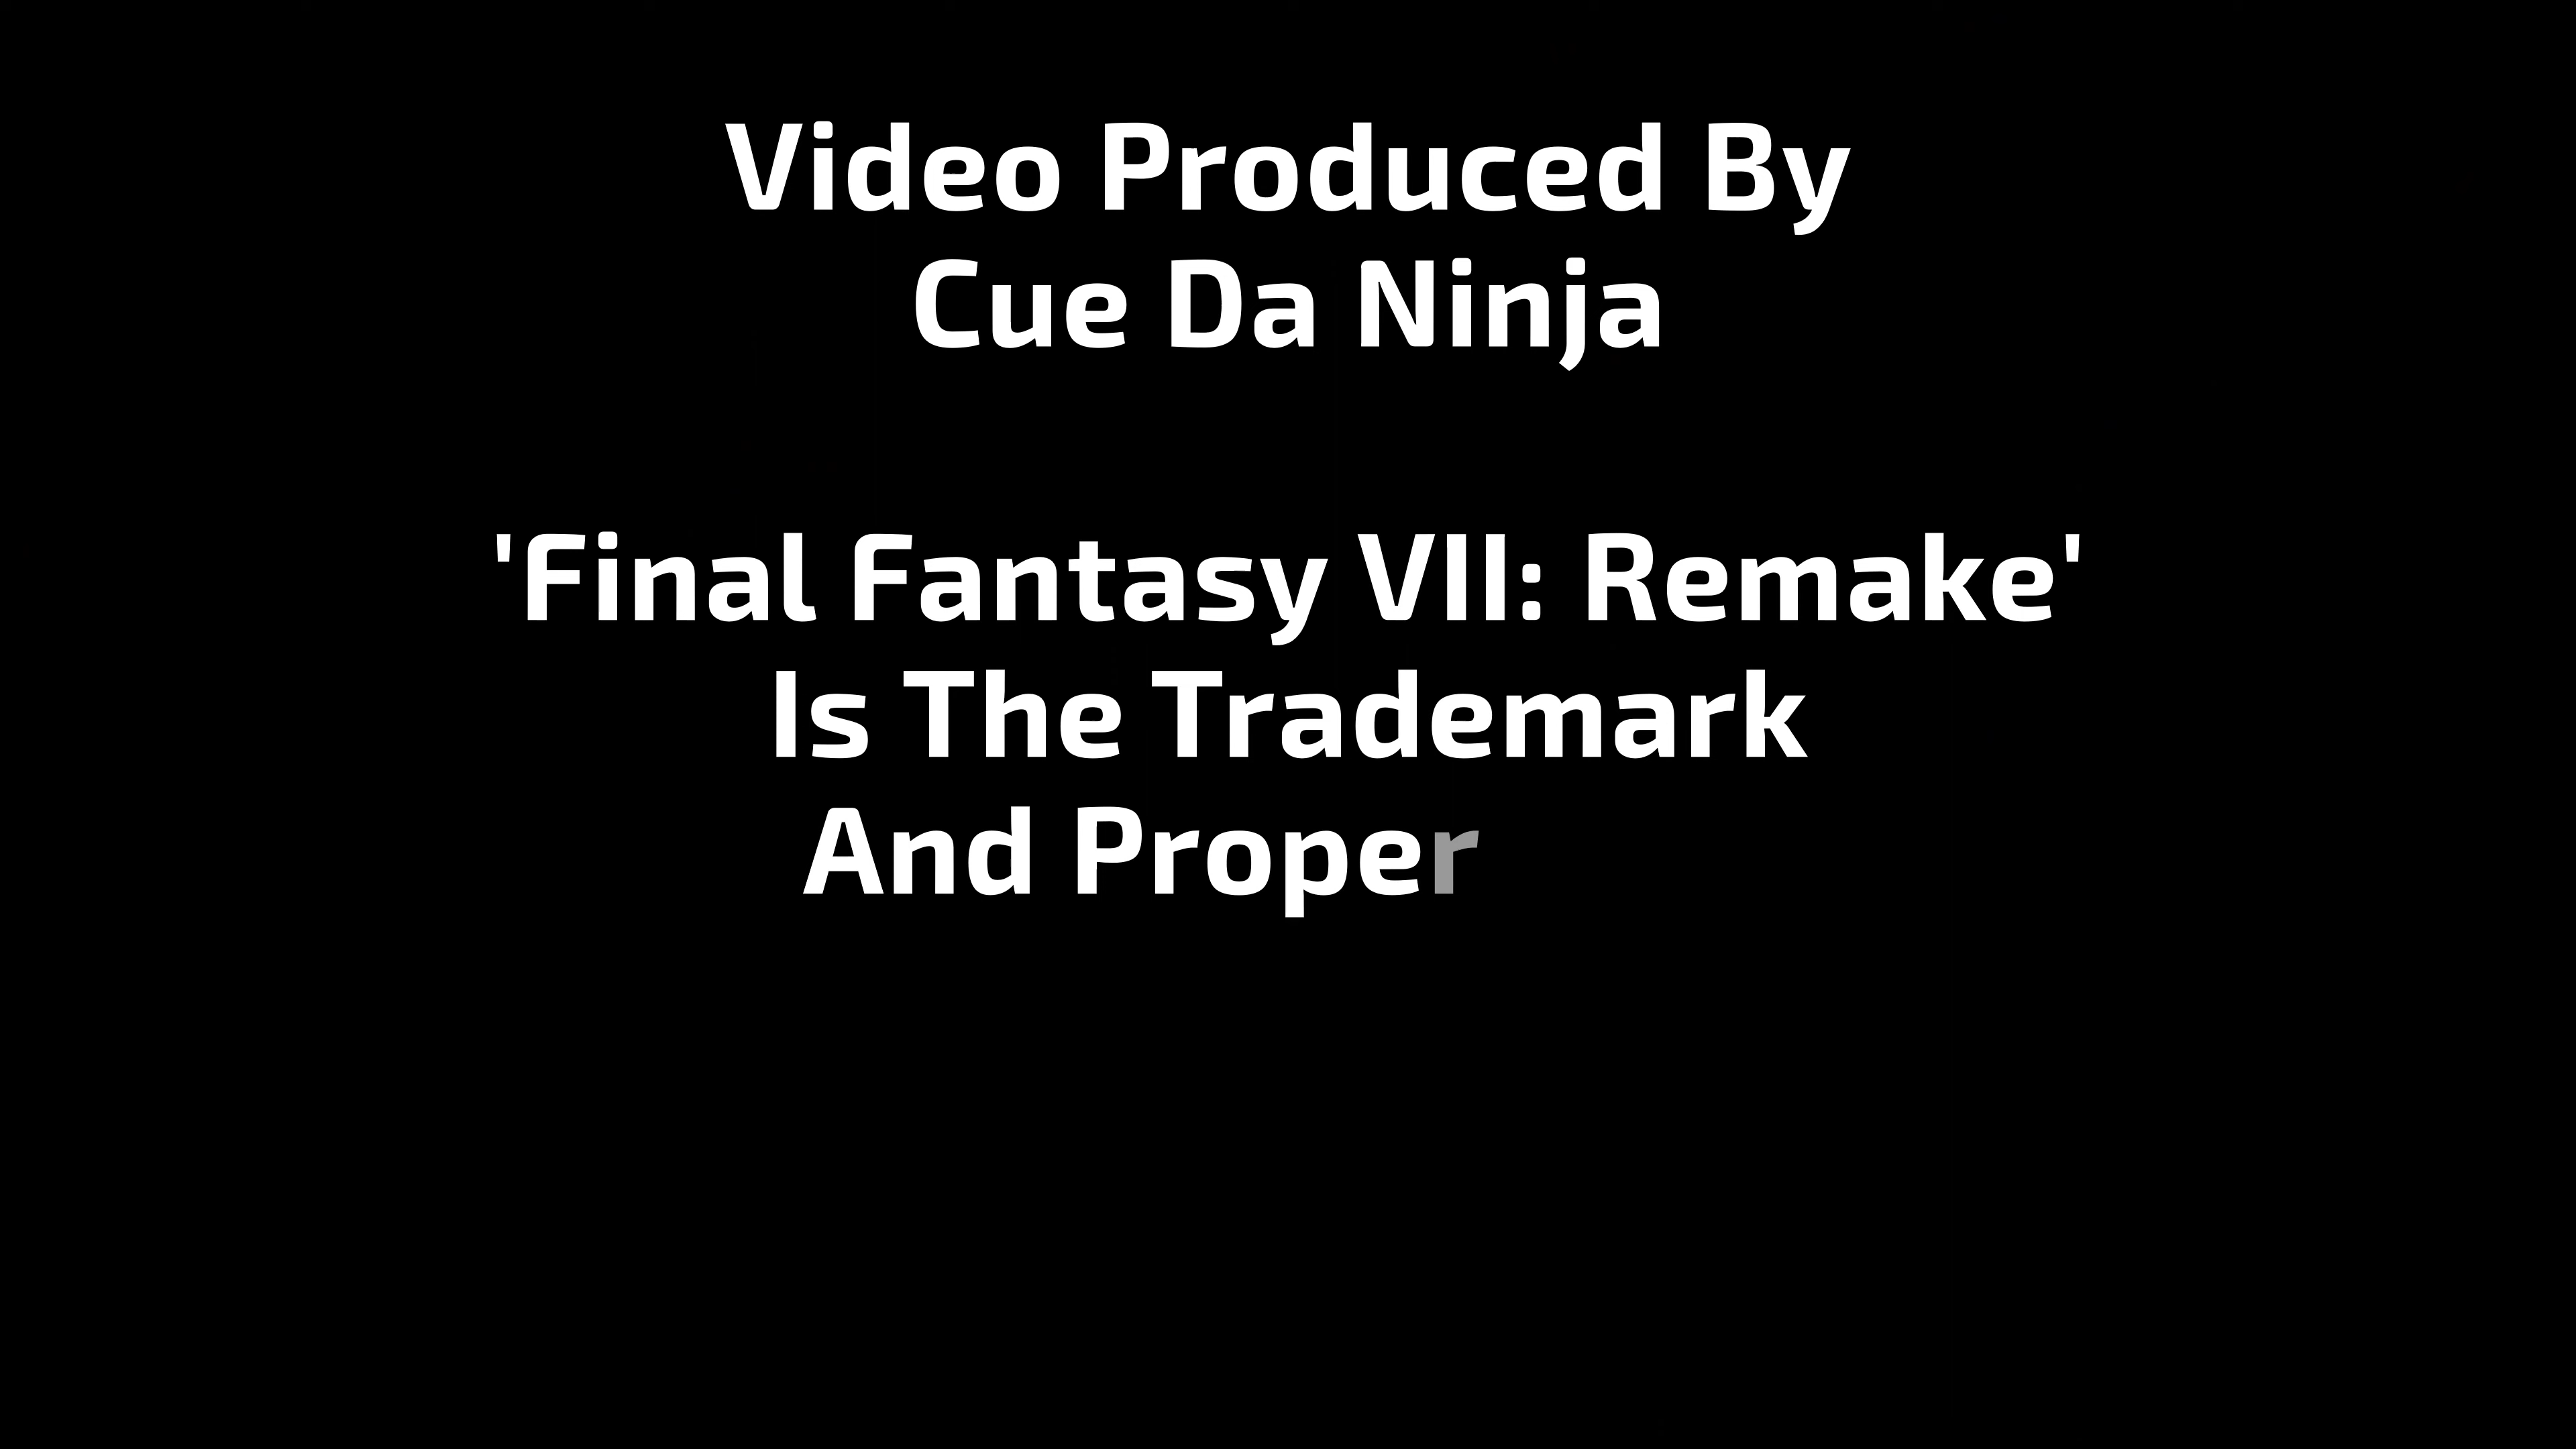 Video Produced By
Cue Da Ninja
'Final Fantasy VII: Remake'
Is The Trademark
And Proper